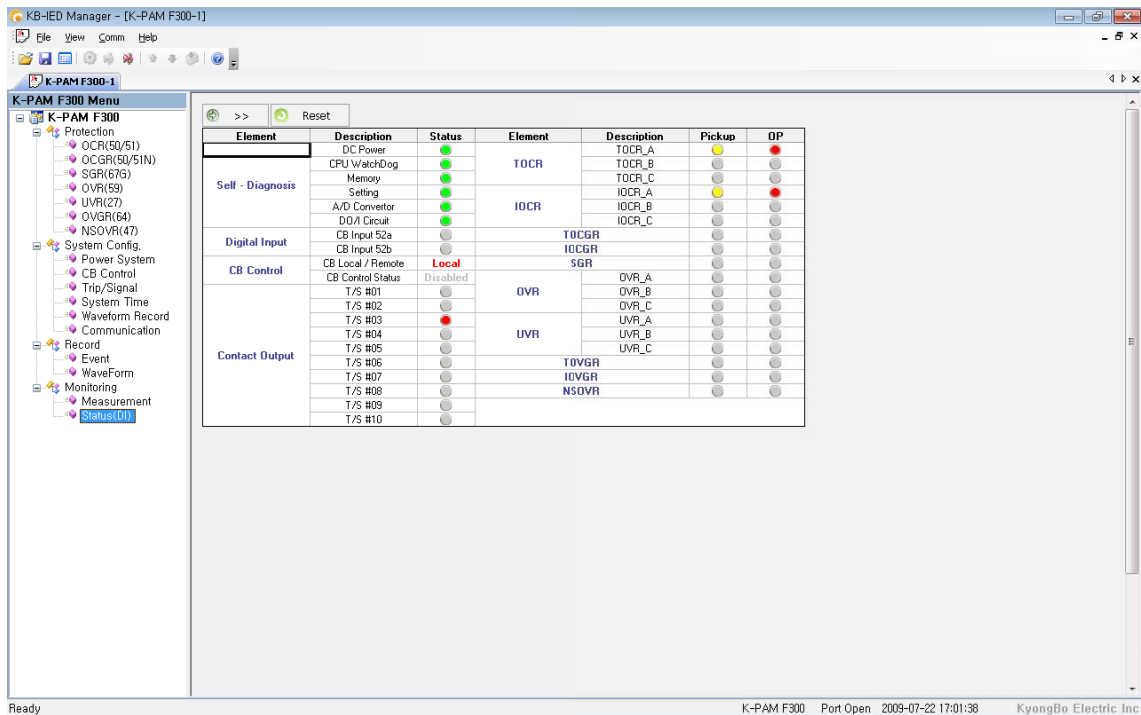 KB-IED Manager - [K-PAM F300-1]
File View Comm Help
K-PAM F300-1
K-PAM F300 Menu
K-PAM F300
Protection
OCR(50/51)
OCGR(50/51N)
SGR(67G)
OVR(59)
UVR(27)
OVGR(64)
NSOVR(47)
System Config,
Power System
CB Control
Trip/Signal
System Time
Waveform Record
Communication
Record
Event
WaveForm
Monitoring
Measurement
Status(DI)
>> Reset
Element Description Status Element Description Pickup OP
Self - Diagnosis
DC Power
CPU WatchDog
Memory
Setting
A/D Convertor
DO/I Circuit
Digital Input
CB Input 52a
CB Input 52b
CB Control
CB Local / Remote Local
CB Control Status Disabled
Contact Output
T/S #01
T/S #02
T/S #03
T/S #04
T/S #05
T/S #06
T/S #07
T/S #08
T/S #09
T/S #10
TOCR
TOCR_A
TOCR_B
TOCR_C
IOCR
IOCR_A
IOCR_B
IOCR_C
TOCGR
IOCGR
SGR
OVR
OVR_A
OVR_B
OVR_C
UVR
UVR_A
UVR_B
UVR_C
TOVGR
IOVGR
NSOVR
Ready K-PAM F300 Port Open 2009-07-22 17:01:38 KyongBo Electric Inc